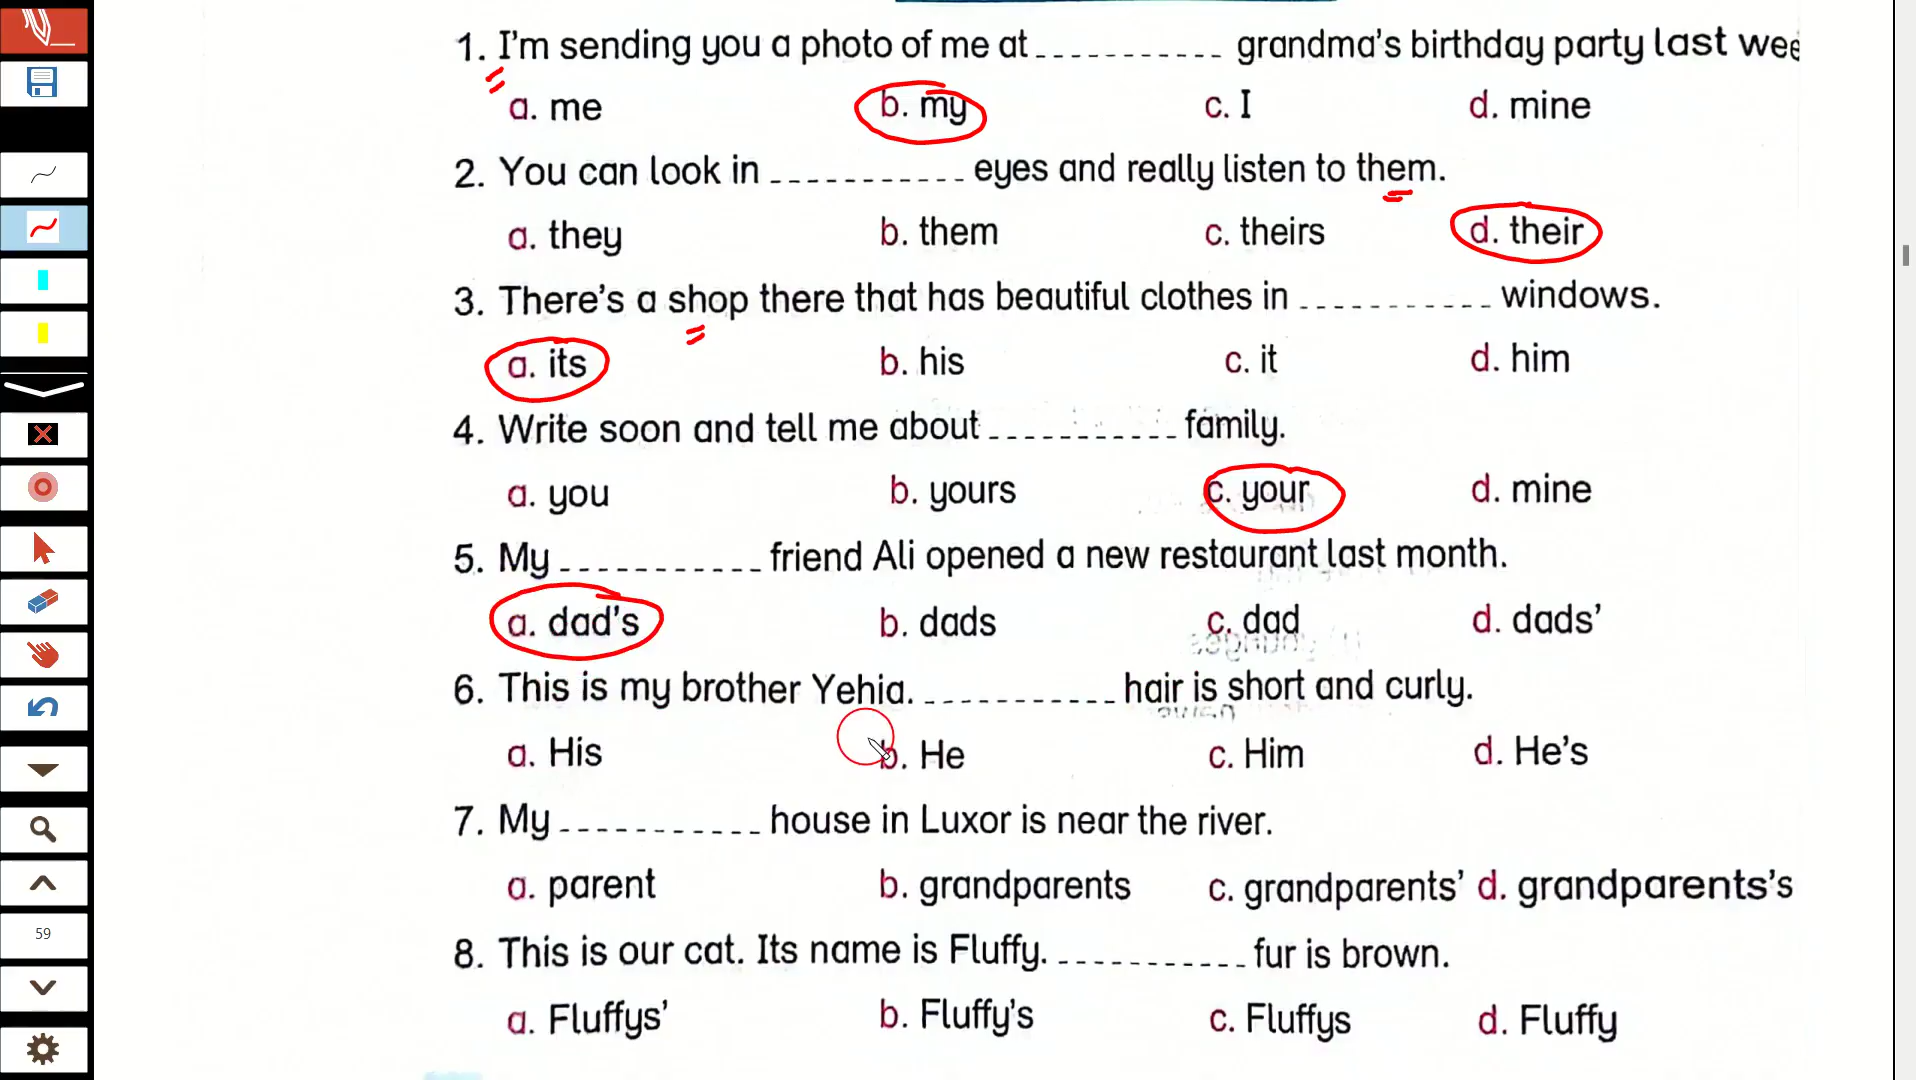 1. I'm sending you a photo of me at ........... grandma's birthday party last wee
a. me b. my c. I d. mine
2. You can look in ........... eyes and really listen to them.
a. they b. them c. theirs d. their
3. There's a shop there that has beautiful clothes in ........... windows.
a. its b. his c. it d. him
4. Write soon and tell me about ........... family.
a. you b. yours c. your d. mine
5. My ........... friend Ali opened a new restaurant last month.
a. dad's b. dads c. dad d. dads'
6. This is my brother Yehia. ........... hair is short and curly.
a. His b. He c. Him d. He's
7. My ........... house in Luxor is near the river.
a. parent b. grandparents c. grandparents' d. grandparents's
8. This is our cat. Its name is Fluffy. ........... fur is brown.
a. Fluffys' b. Fluffy's c. Fluffys d. Fluffy
59